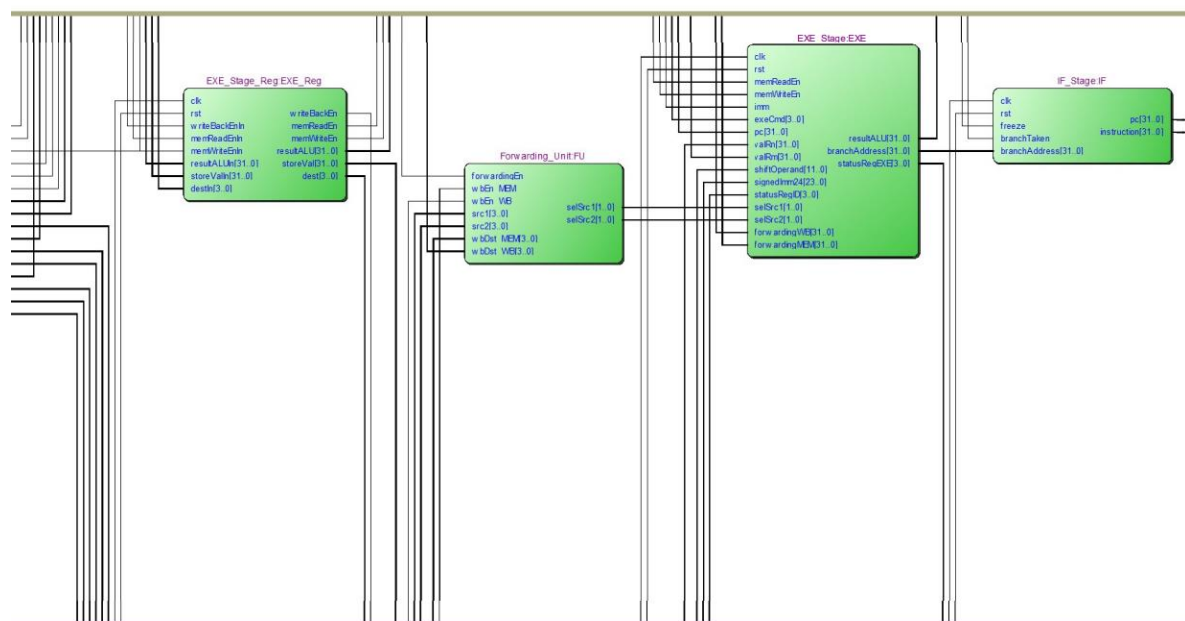 EXE_Stage_Reg:EXE_Reg
clk
rst
writeBackEnIn
memReadEnIn
memWriteEnIn
resultALUIn[31..0]
storeValIn[31..0]
destIn[3..0]
writeBackEn
memReadEn
memWriteEn
resultALU[31..0]
storeVal[31..0]
dest[3..0]
Forwarding_Unit:FU
forwardingEn
wbEn_MEM
wbEn_WB
src1[3..0]
src2[3..0]
wbDst_MEM[3..0]
wbDst_WB[3..0]
selSrc1[1..0]
selSrc2[1..0]
EXE_Stage:EXE
clk
rst
memReadEn
memWriteEn
imm
exeCmd[3..0]
pc[31..0]
valRn[31..0]
valRm[31..0]
shiftOperand[11..0]
signedImm24[23..0]
statusRegID[3..0]
selSrc1[1..0]
selSrc2[1..0]
forwardingWB[31..0]
forwardingMEM[31..0]
resultALU[31..0]
branchAddress[31..0]
statusRegEXE[3..0]
IF_Stage:IF
clk
rst
freeze
branchTaken
branchAddress[31..0]
pc[31..0]
instruction[31..0]